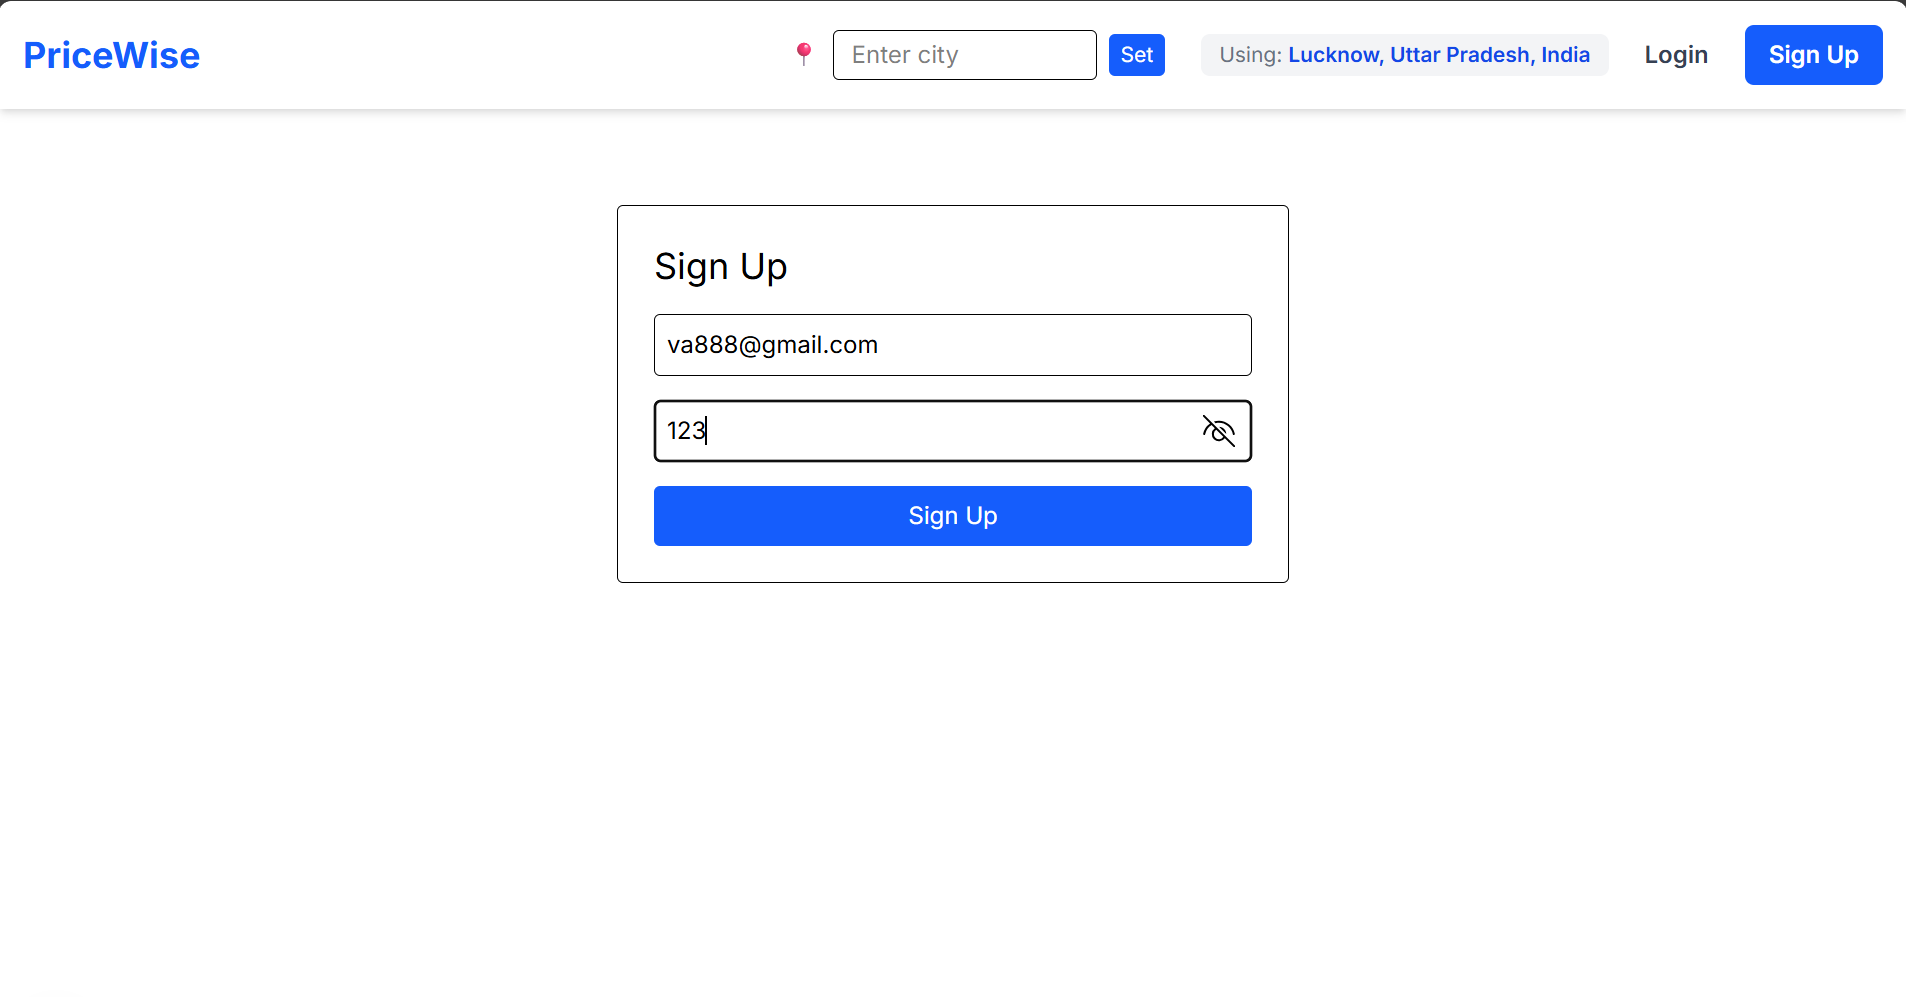 PriceWise
Enter city
Set
Using: Lucknow, Uttar Pradesh, India
Login
Sign Up
Sign Up
va888@gmail.com
123
Sign Up